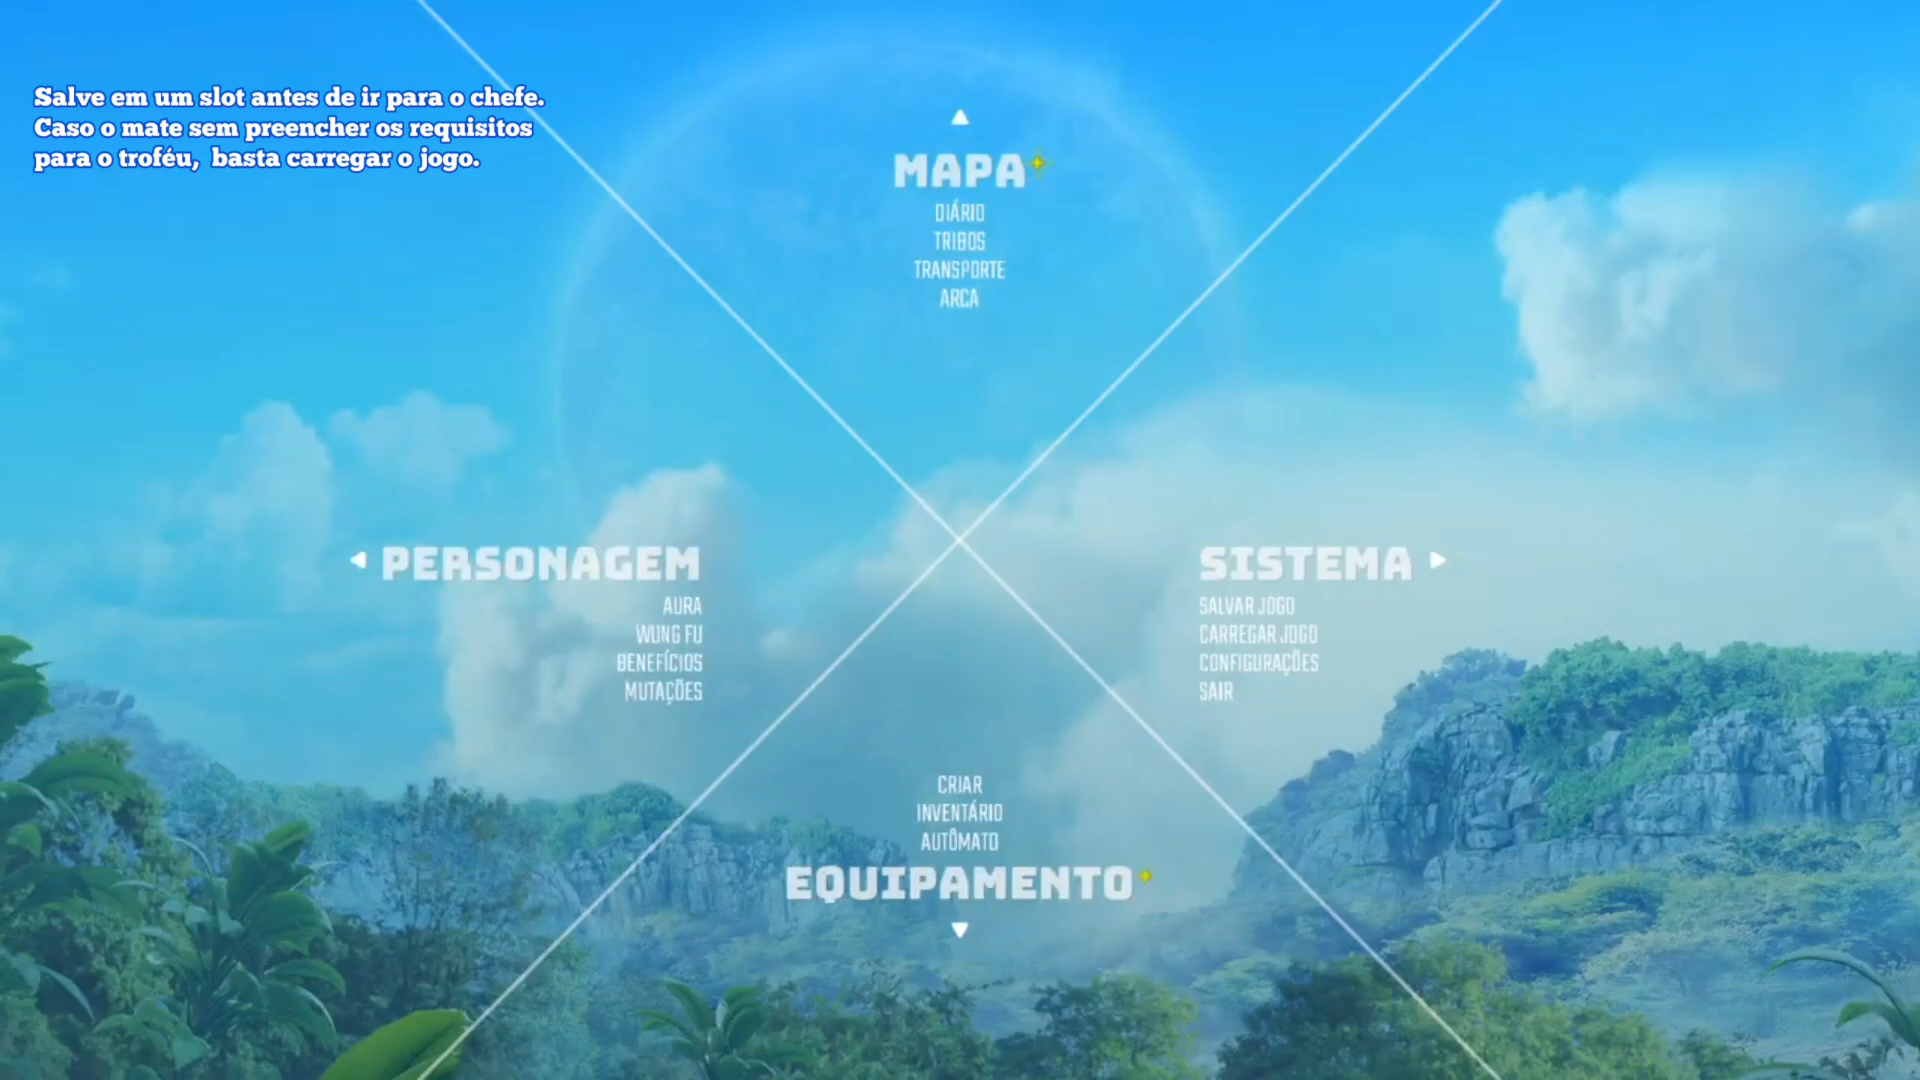 Salve em um slot antes de ir para o chefe.
Caso o mate sem preencher os requisitos
para o troféu, basta carregar o jogo.
MAPA
DIÁRIO
TRIBOS
TRANSPORTE
ARCA
PERSONAGEM
AURA
WUNG FU
BENEFÍCIOS
MUTAÇÕES
SISTEMA
SALVAR JOGO
CARREGAR JOGO
CONFIGURAÇÕES
SAIR
CRIAR
INVENTÁRIO
AUTÔMATO
EQUIPAMENTO